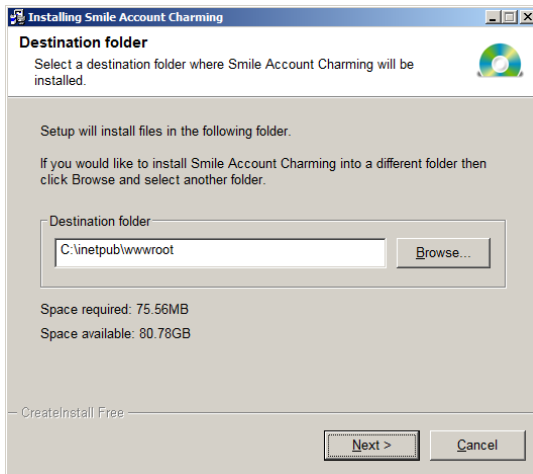 Installing Smile Account Charming
Destination folder
Select a destination folder where Smile Account Charming will be
installed.
Setup will install files in the following folder.
If you would like to install Smile Account Charming into a different folder then
click Browse and select another folder.
Destination folder
C:\inetpub\wwwroot
Browse...
Space required: 75.56MB
Space available: 80.78GB
CreateInstall Free
Next >
Cancel